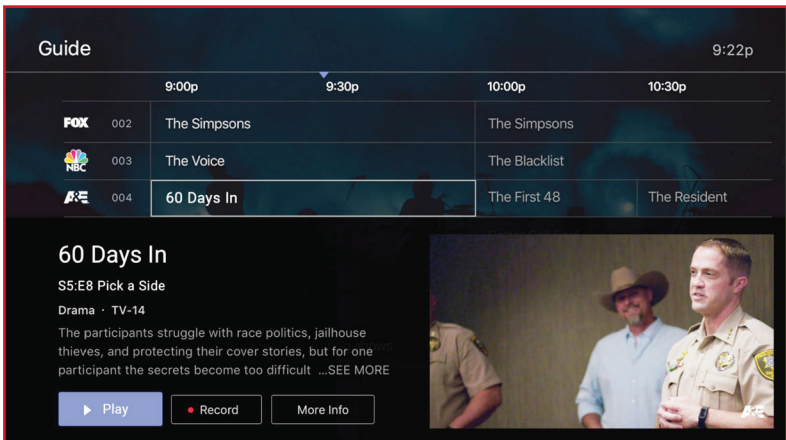 Guide
9:22p
9:00p 9:30p 10:00p 10:30p
FOX 002 The Simpsons The Simpsons
NBC 003 The Voice The Blacklist
A&E 004 60 Days In The First 48 The Resident
60 Days In
S5:E8 Pick a Side
Drama · TV-14
The participants struggle with race politics, jailhouse
thieves, and protecting their cover stories, but for one
participant the secrets become too difficult ...SEE MORE
Play Record More Info
A&E